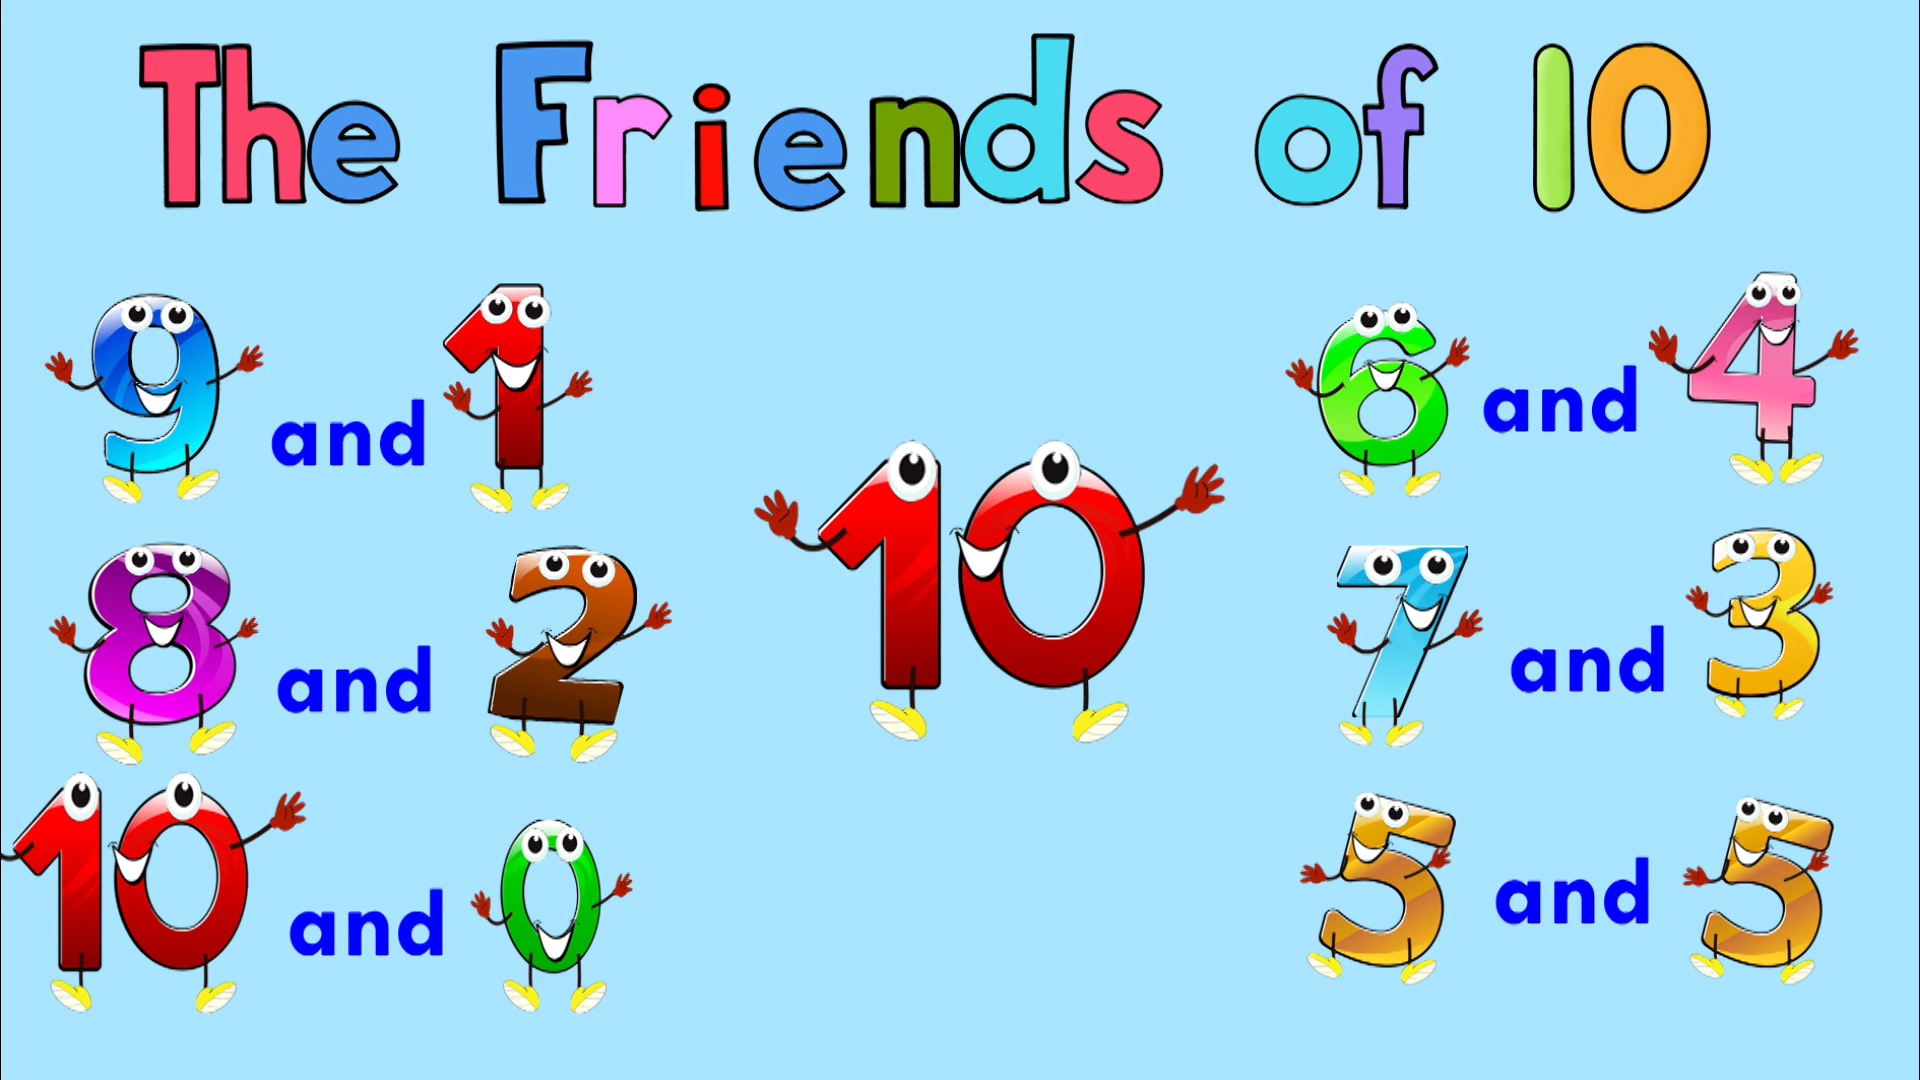 The Friends of 10
9 and 1
6 and 4
10
8 and 2
7 and 3
10 and 0
5 and 5